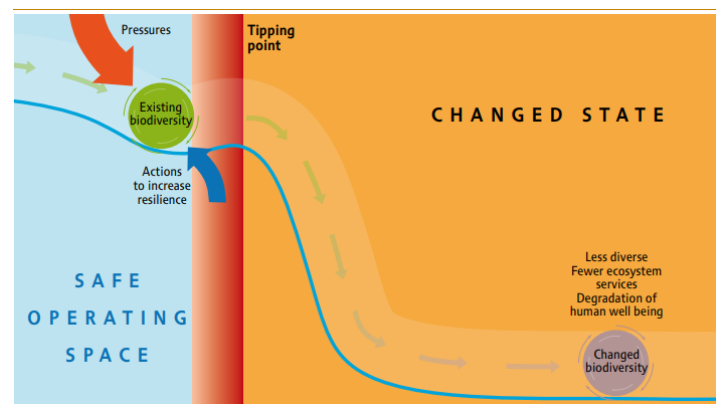 Pressures
Tipping
point
Existing
biodiversity
CHANGED STATE
Actions
to increase
resilience
SAFE
OPERATING
SPACE
Less diverse
Fewer ecosystem
services
Degradation of
human well being
Changed
biodiversity